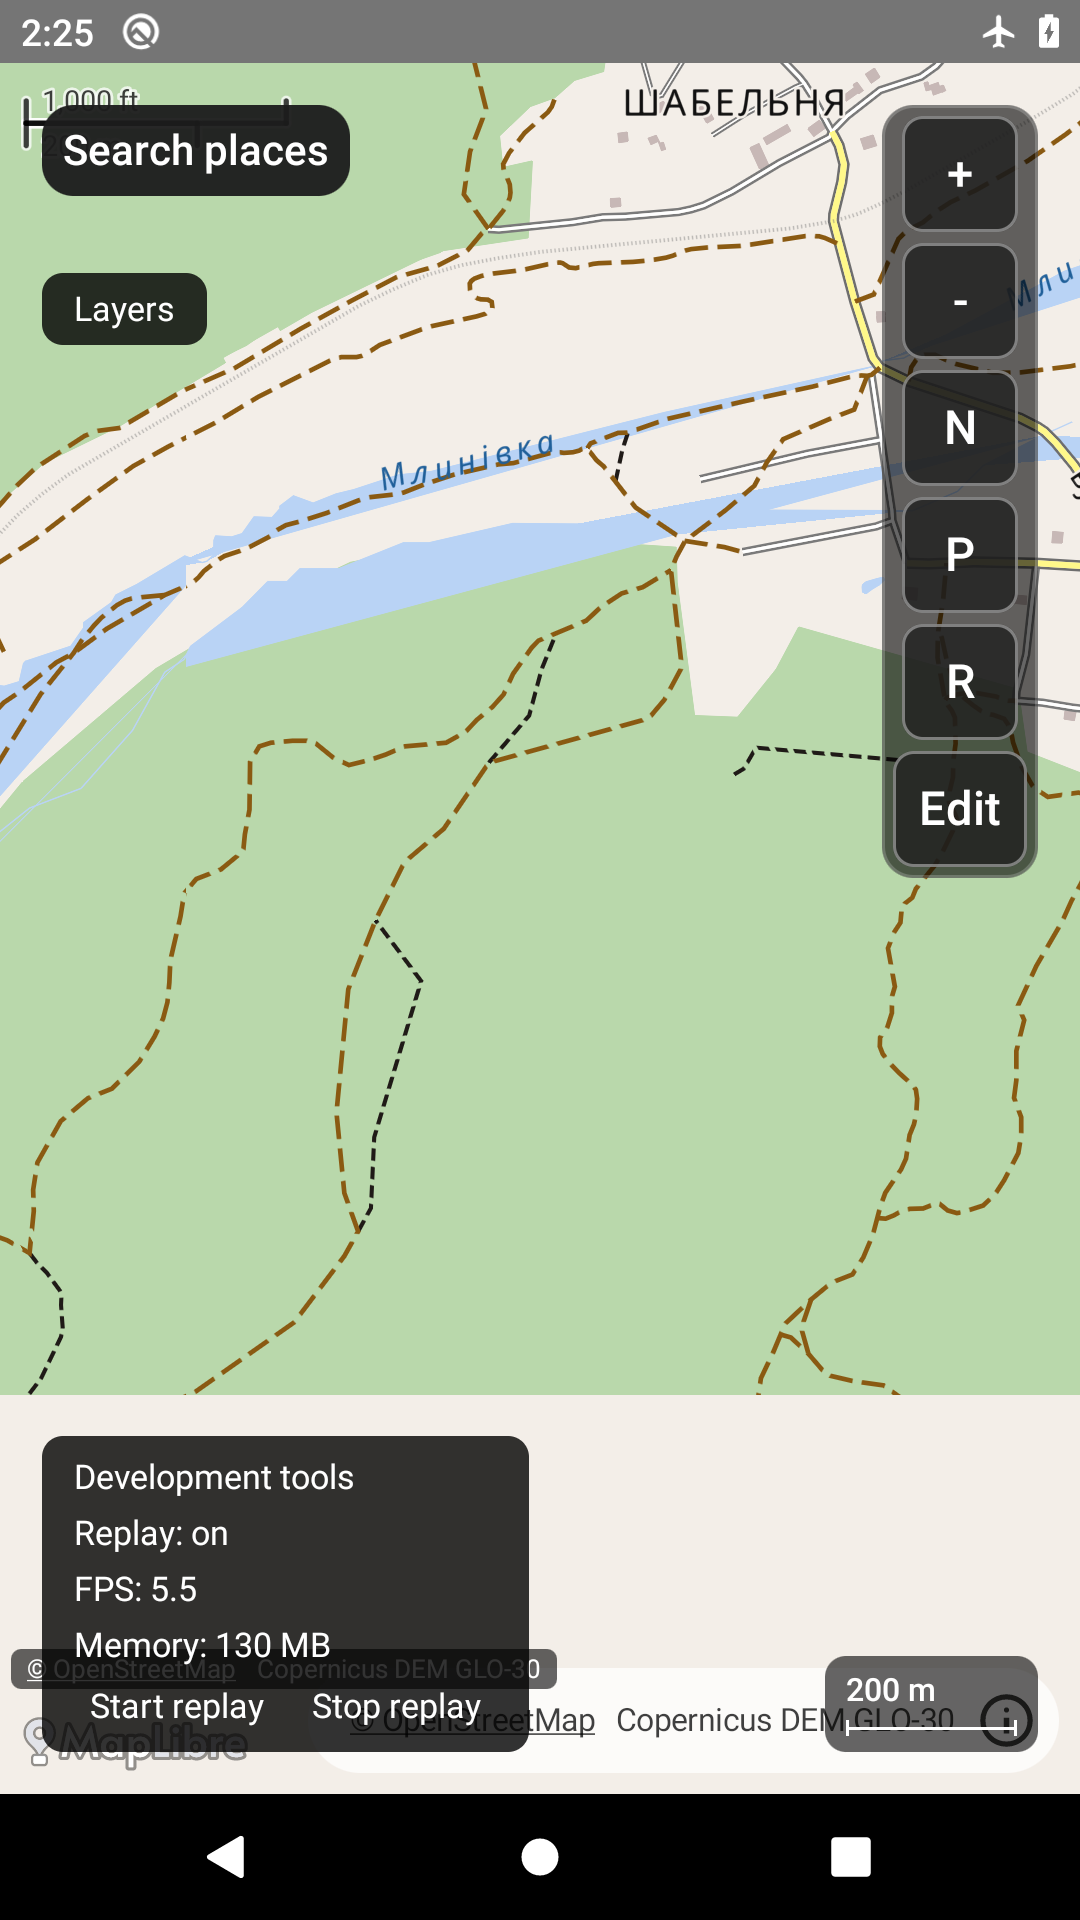 2:25
1,000 ft
ШАБЕЛЬНЯ
Search places
+
Layers
-
Мли
N
Млинівка
P
R
Edit
Development tools
Replay: on
FPS: 5.5
Memory: 130 MB
© OpenStreetMap Copernicus DEM GLO-30
Start replay Stop replay
200 m
© OpenStreetMap Copernicus DEM GLO-30
MapLibre